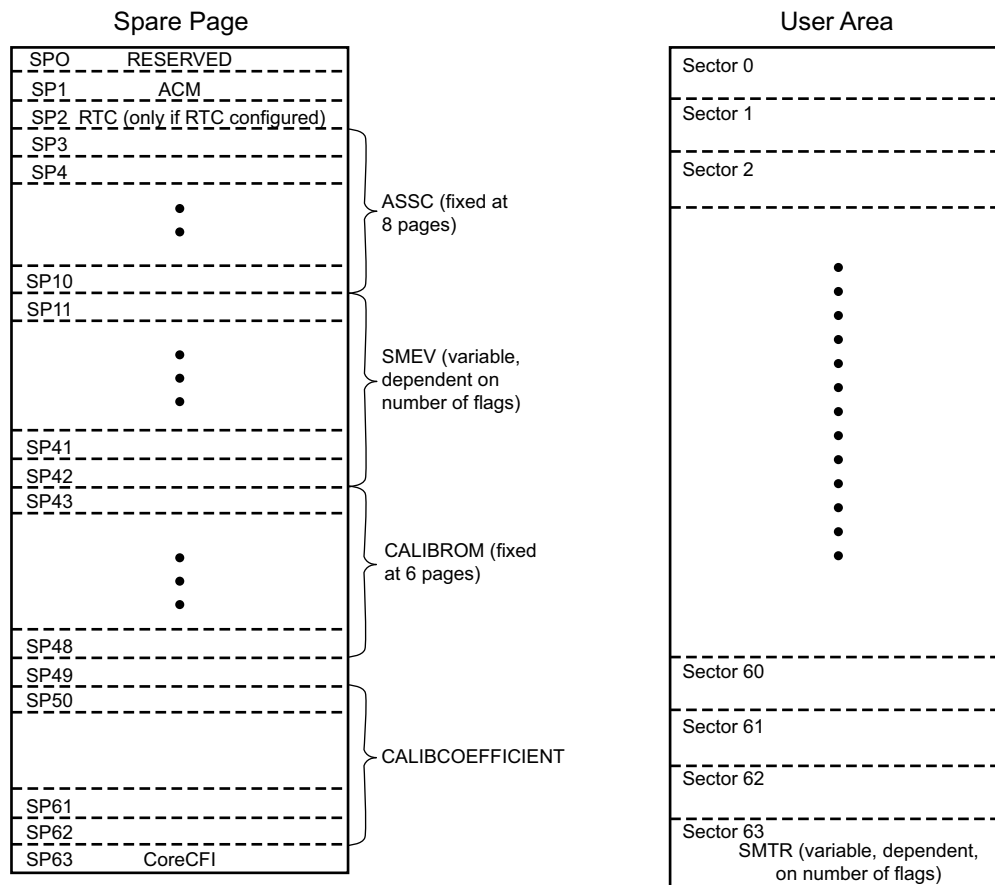 Spare Page
SPO RESERVED
SP1 ACM
SP2 RTC (only if RTC configured)
SP3
SP4
SP10
SP11
SP41
SP42
SP43
SP48
SP49
SP50
SP61
SP62
SP63 CoreCFI
ASSC (fixed at
8 pages)
SMEV (variable,
dependent on
number of flags)
CALIBROM (fixed
at 6 pages)
CALIBCOEFFICIENT
User Area
Sector 0
Sector 1
Sector 2
Sector 60
Sector 61
Sector 62
Sector 63
SMTR (variable, dependent,
on number of flags)